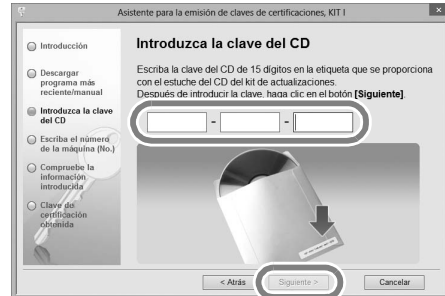 Asistente para la emisión de claves de certificaciones, KIT I
Introducción
Descargar
programa más
reciente/manual
Introduzca la clave
del CD
Escriba el número
de la máquina (No.)
Compruebe la
información
introducida
Clave de
certificación
obtenida
Introduzca la clave del CD
Escriba la clave del CD de 15 dígitos en la etiqueta que se proporciona
con el estuche del CD del kit de actualizaciones.
Después de introducir la clave, haga clic en el botón [Siguiente].
- -
< Atrás Siguiente > Cancelar